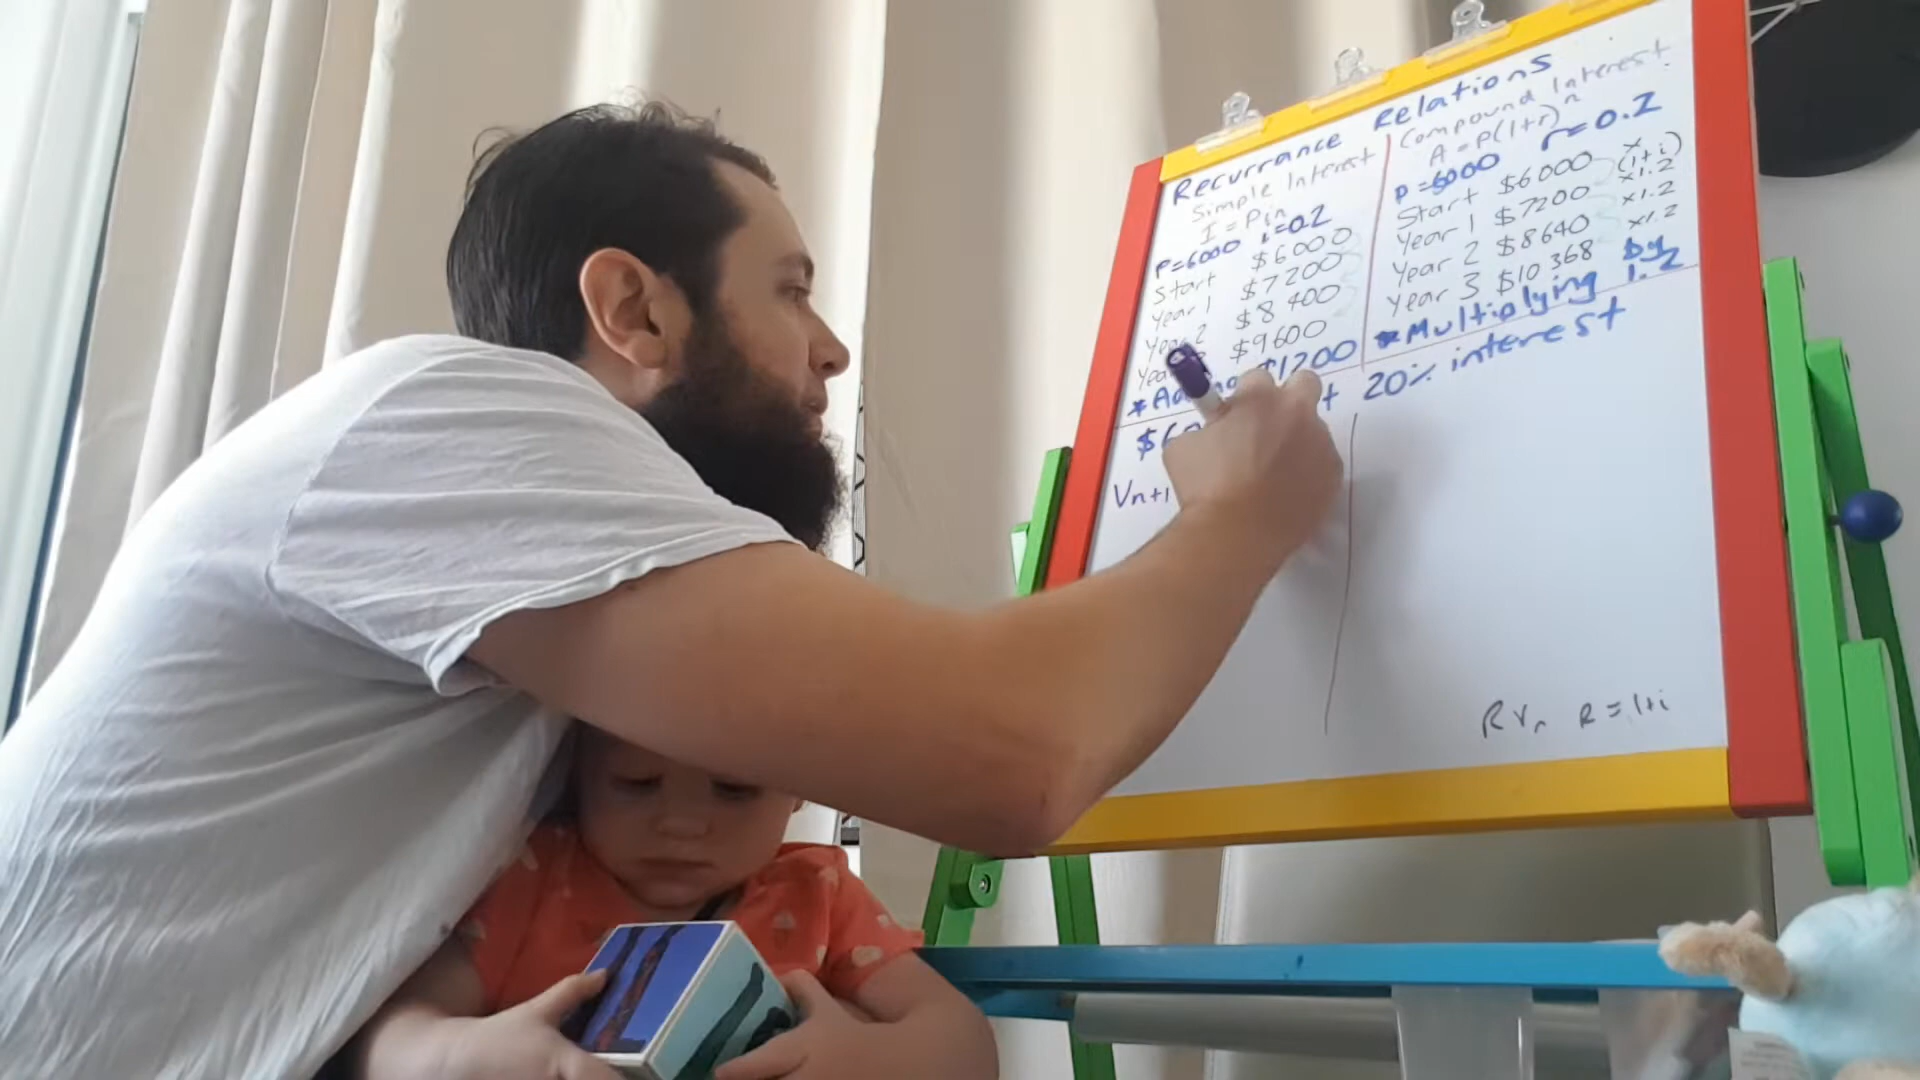 Recurrance Relations
Simple Interest
I = Pin
P=6000 i=0.2
Start $6000
Year 1 $7200
Year 2 $8400
Year $9600
$1200
Compound Interest
A = P(1+r)ⁿ
P=6000 r=0.2
Start $6000 × (1+i)
Year 1 $7200 ×1.2
Year 2 $8640 ×1.2
Year 3 $10 368 ×1.2
*Multiplying by 1.2
20% interest
Vn+1
RVn R=1+i